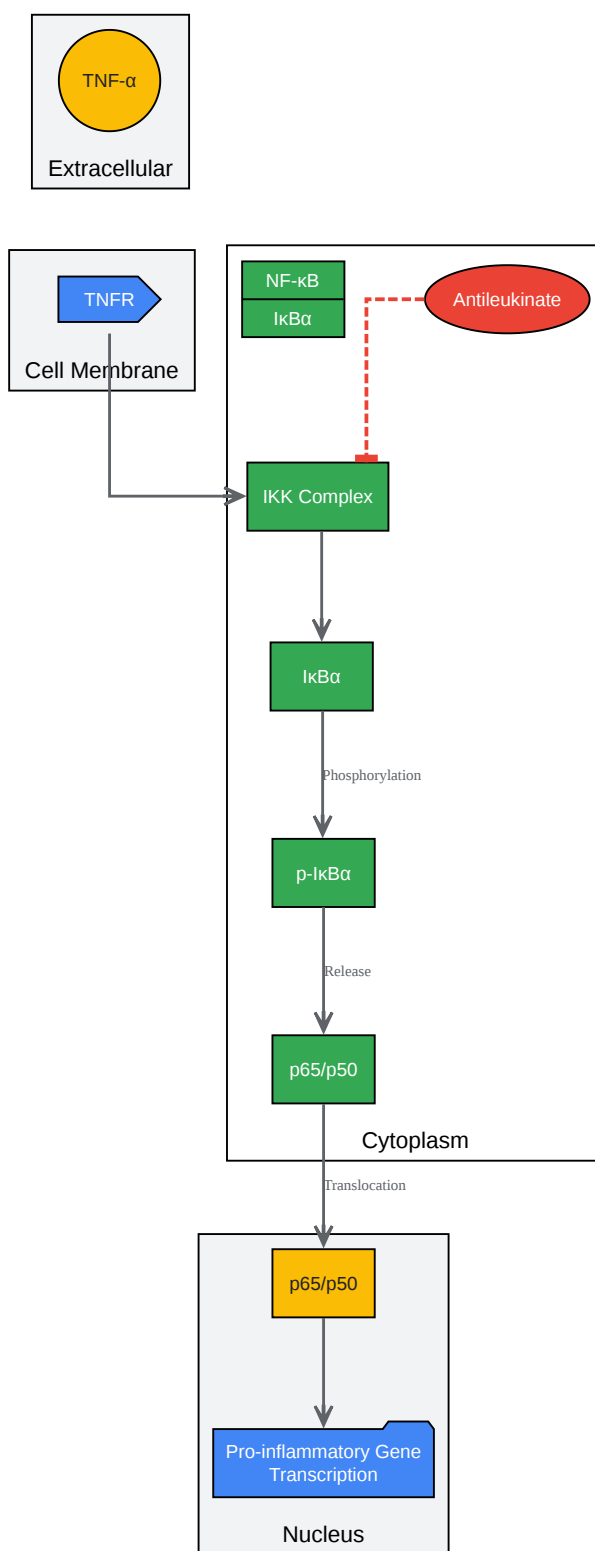 TNF-α
Extracellular
TNFR
Cell Membrane
NF-κB
IκBα
Antileukinate
IKK Complex
IκBα
Phosphorylation
p-IκBα
Release
p65/p50
Cytoplasm
Translocation
p65/p50
Pro-inflammatory Gene
Transcription
Nucleus